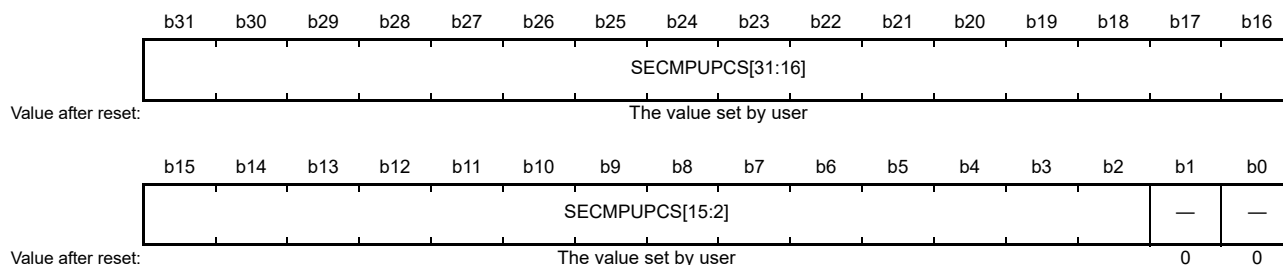 b31 b30 b29 b28 b27 b26 b25 b24 b23 b22 b21 b20 b19 b18 b17 b16
SECMPUPCS[31:16]
Value after reset: The value set by user
b15 b14 b13 b12 b11 b10 b9 b8 b7 b6 b5 b4 b3 b2 b1 b0
SECMPUPCS[15:2] — —
Value after reset: The value set by user 0 0